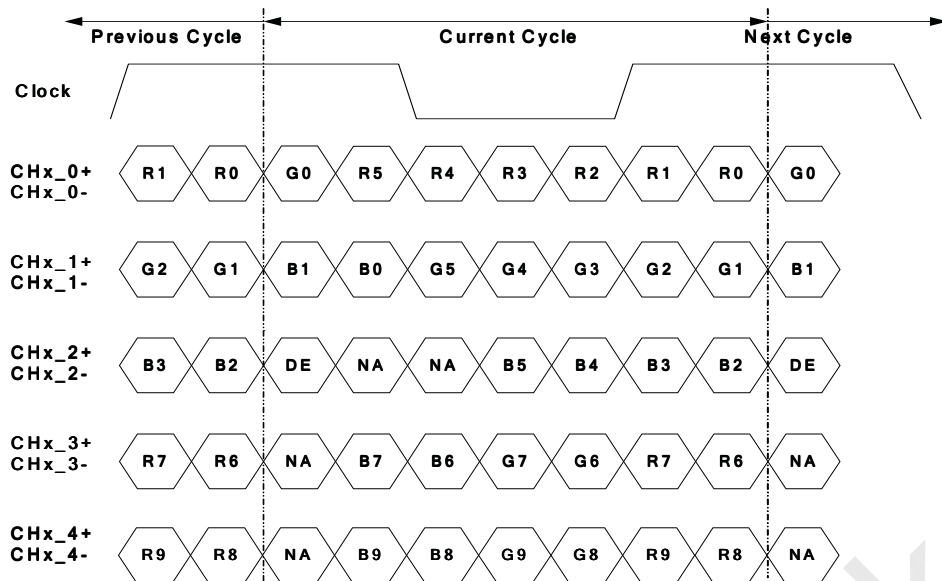 Previous Cycle Current Cycle Next Cycle
Clock
CHx_0+
CHx_0-
R1 R0 G0 R5 R4 R3 R2 R1 R0 G0
CHx_1+
CHx_1-
G2 G1 B1 B0 G5 G4 G3 G2 G1 B1
CHx_2+
CHx_2-
B3 B2 DE NA NA B5 B4 B3 B2 DE
CHx_3+
CHx_3-
R7 R6 NA B7 B6 G7 G6 R7 R6 NA
CHx_4+
CHx_4-
R9 R8 NA B9 B8 G9 G8 R9 R8 NA